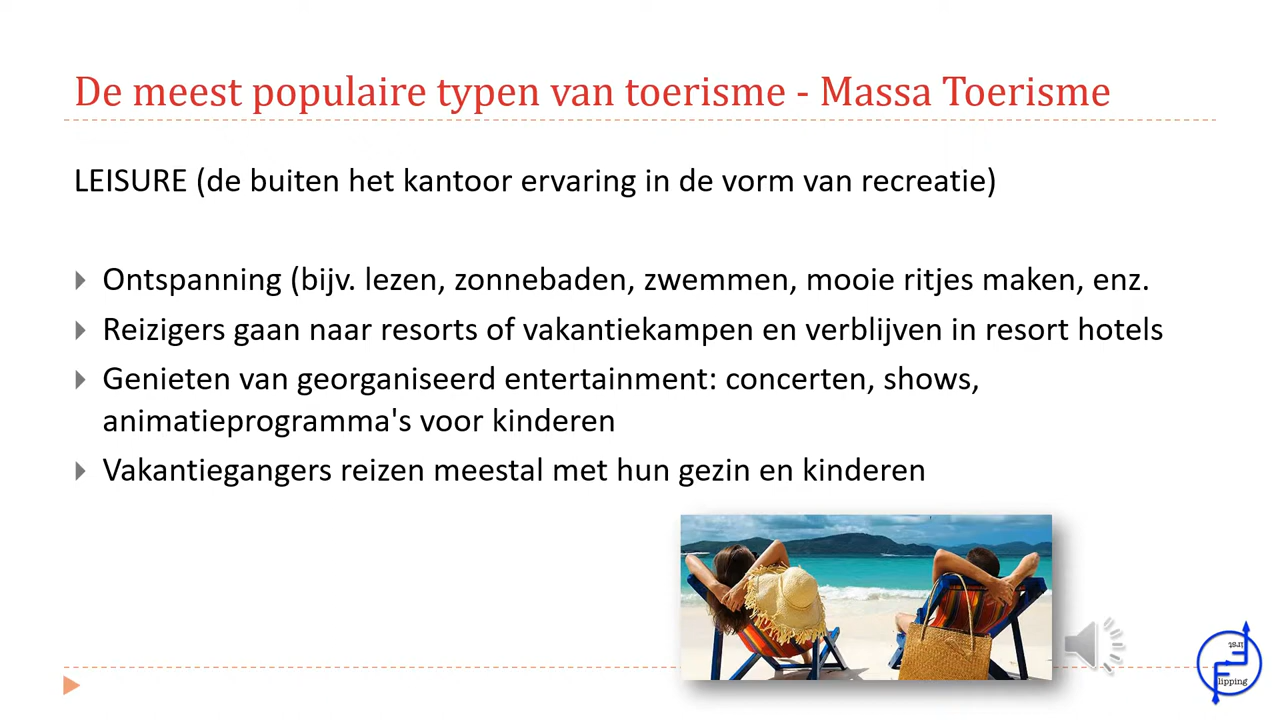 De meest populaire typen van toerisme - Massa Toerisme
LEISURE (de buiten het kantoor ervaring in de vorm van recreatie)
Ontspanning (bijv. lezen, zonnebaden, zwemmen, mooie ritjes maken, enz.
Reizigers gaan naar resorts of vakantiekampen en verblijven in resort hotels
Genieten van georganiseerd entertainment: concerten, shows,
animatieprogramma's voor kinderen
Vakantiegangers reizen meestal met hun gezin en kinderen
lipping